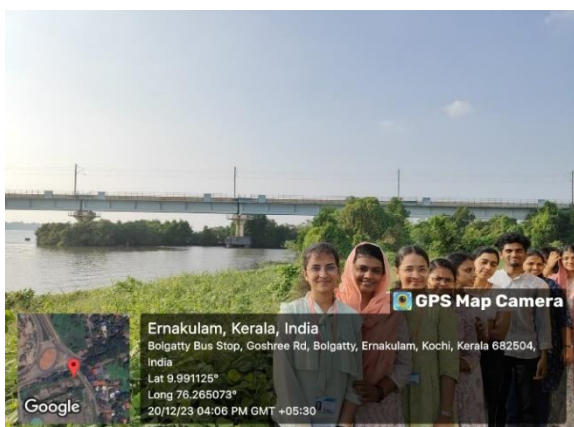 GPS Map Camera
Ernakulam, Kerala, India
Bolgatty Bus Stop, Goshree Rd, Bolgatty, Ernakulam, Kochi, Kerala 682504,
India
Lat 9.991125°
Long 76.265073°
20/12/23 04:06 PM GMT +05:30
Google